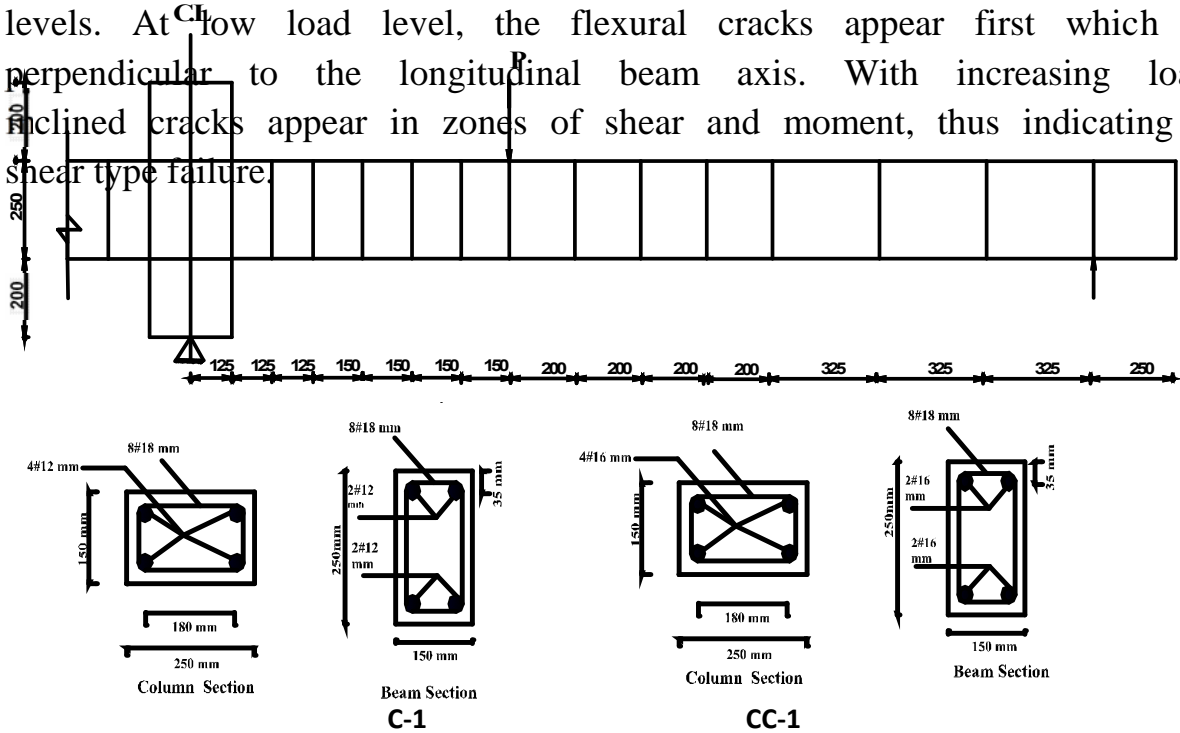 levels. At low load level, the flexural cracks appear first which
CL
perpendicular to the longitudinal beam axis. With increasing loa
P
inclined cracks appear in zones of shear and moment, thus indicating
shear type failure.
200
250
200
125 125 125 150 150 150 150 200 200 200 200 325 325 325 250
8#18 mm
4#12 mm
150 mm
180 mm
250 mm
Column Section
8#18 mm
2#12 mm
2#12 mm
35 mm
250mm
150 mm
Beam Section
C-1
8#18 mm
4#16 mm
150 mm
180 mm
250 mm
Column Section
8#18 mm
2#16 mm
2#16 mm
35 mm
250mm
150 mm
Beam Section
CC-1